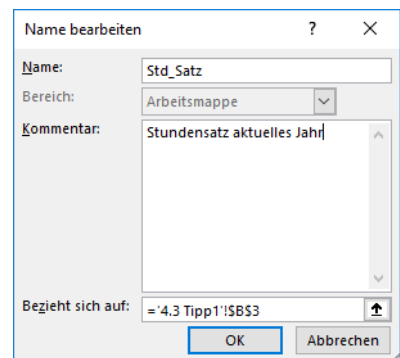 Name bearbeiten ? ×
Name: Std_Satz
Bereich: Arbeitsmappe
Kommentar: Stundensatz aktuelles Jahr
Bezieht sich auf: ='4.3 Tipp1'!$B$3
OK Abbrechen